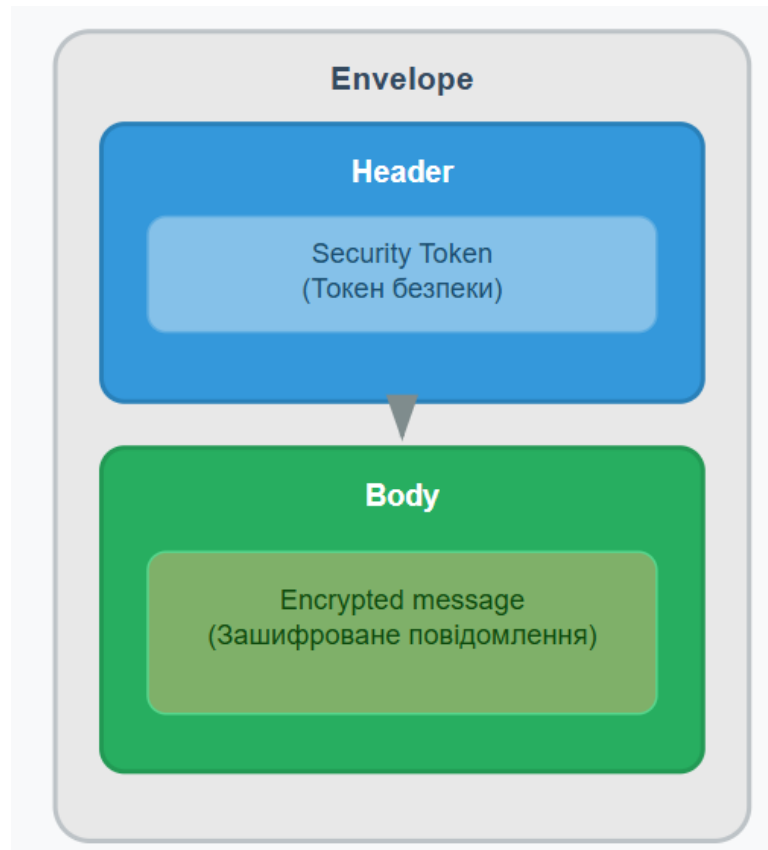 Envelope
Header
Security Token
(Токен безпеки)
Body
Encrypted message
(Зашифроване повідомлення)